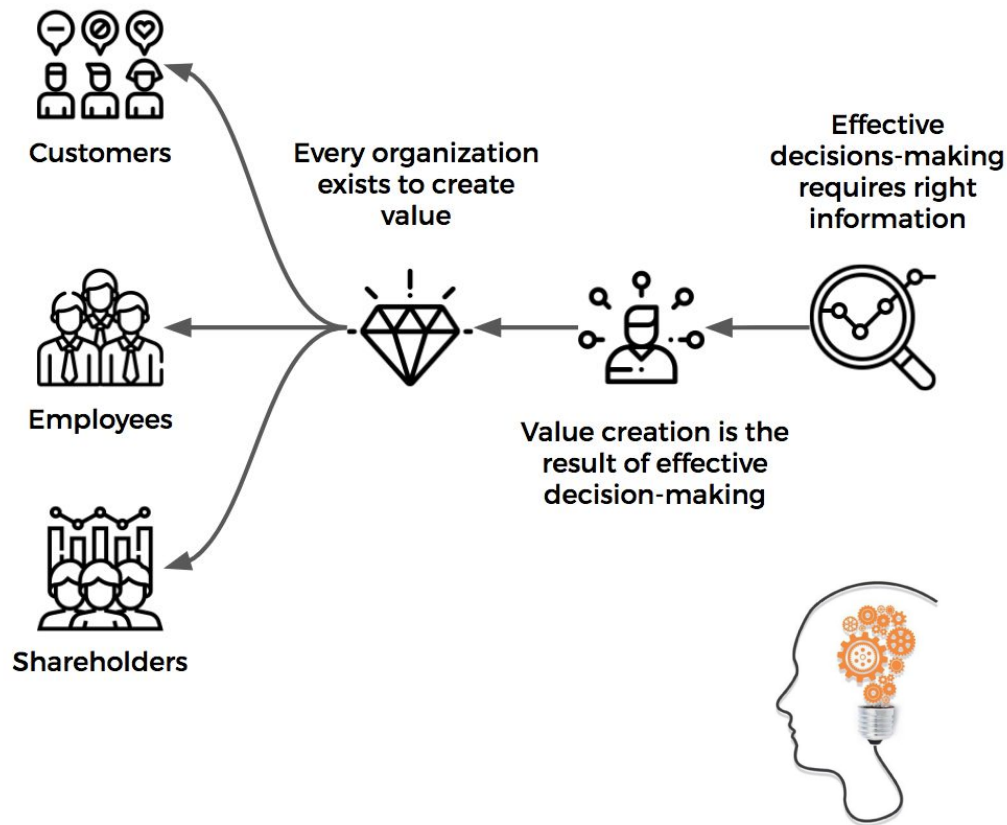 Customers
Every organization
exists to create
value
Effective
decisions-making
requires right
information
Employees
Value creation is the
result of effective
decision-making
Shareholders